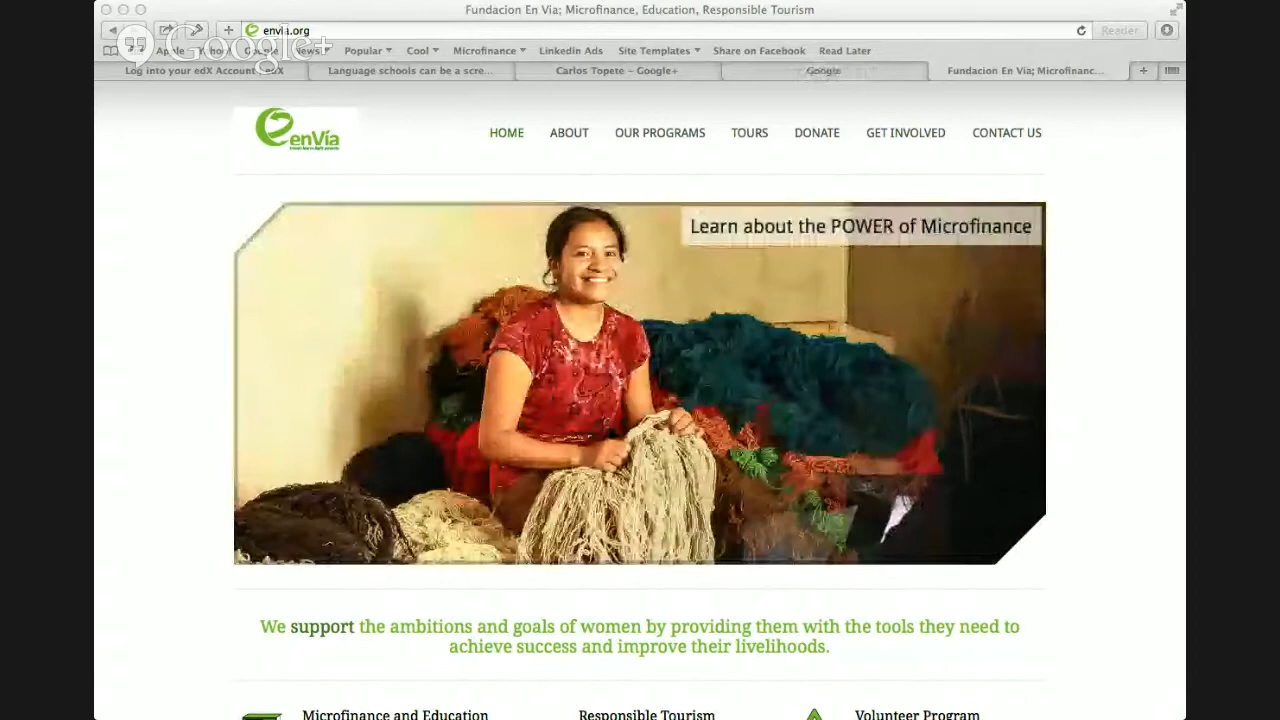 Fundacion En Via; Microfinance, Education, Responsible Tourism
Google+
envia.org
Reader
Apple Yahoo! Google News Popular Cool Microfinance LinkedIn Ads Site Templates Share on Facebook Read Later
Log into your edX Account | edX
Language schools can be a scre...
Carlos Topete – Google+
Google
Fundacion En Via; Microfinanc...
enVía
HOME
ABOUT
OUR PROGRAMS
TOURS
DONATE
GET INVOLVED
CONTACT US
Learn about the POWER of Microfinance
We support the ambitions and goals of women by providing them with the tools they need to
achieve success and improve their livelihoods.
Microfinance and Education
Responsible Tourism
Volunteer Program